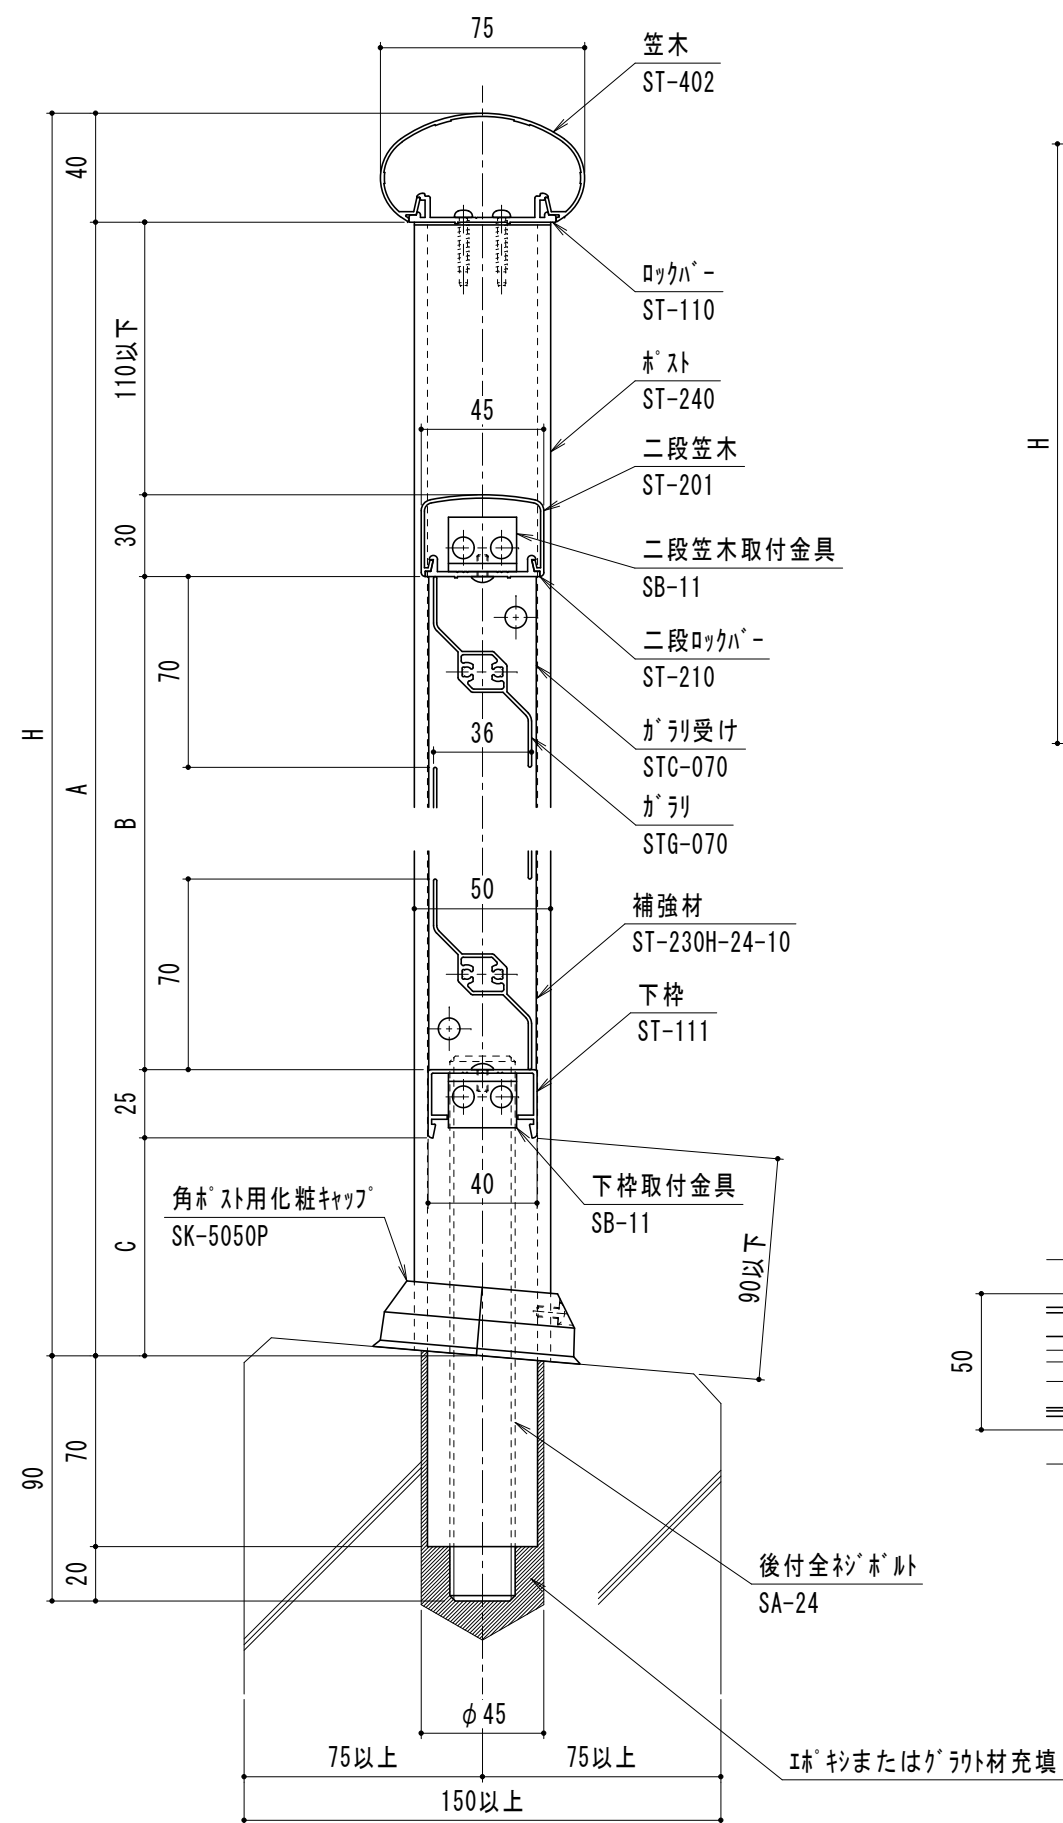 75
笠木
ST-402
40
ロックバー
ST-110
110以下
ポスト
ST-240
45
二段笠木
ST-201
H
30
二段笠木取付金具
SB-11
二段ロックバー
ST-210
70
36
ガラリ受け
STC-070
H
A
B
ガラリ
STG-070
50
補強材
ST-230H-24-10
70
下枠
ST-111
25
40
下枠取付金具
SB-11
角ポスト用化粧キャップ
SK-5050P
C
90以下
50
70
90
20
後付全ネジボルト
SA-24
φ45
75以上
75以上
エポキシまたはグラウト材充填
150以上